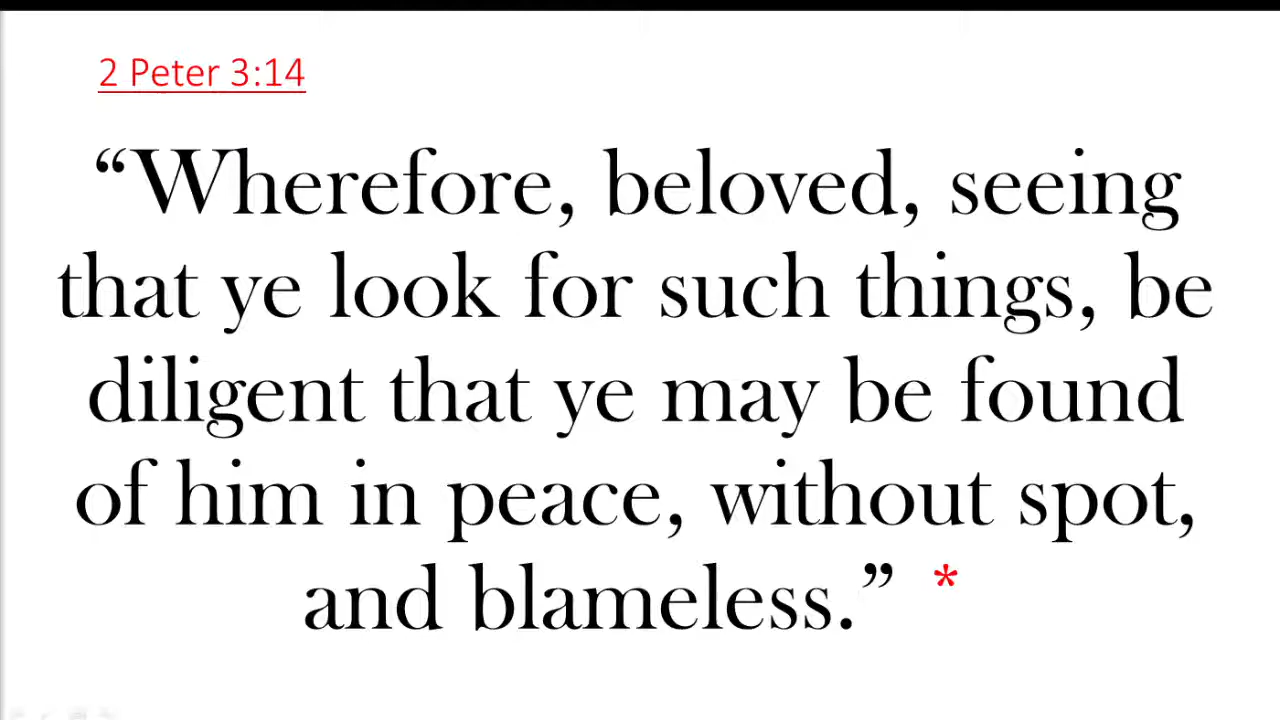 2 Peter 3:14
“Wherefore, beloved, seeing
that ye look for such things, be
diligent that ye may be found
of him in peace, without spot,
and blameless.” *